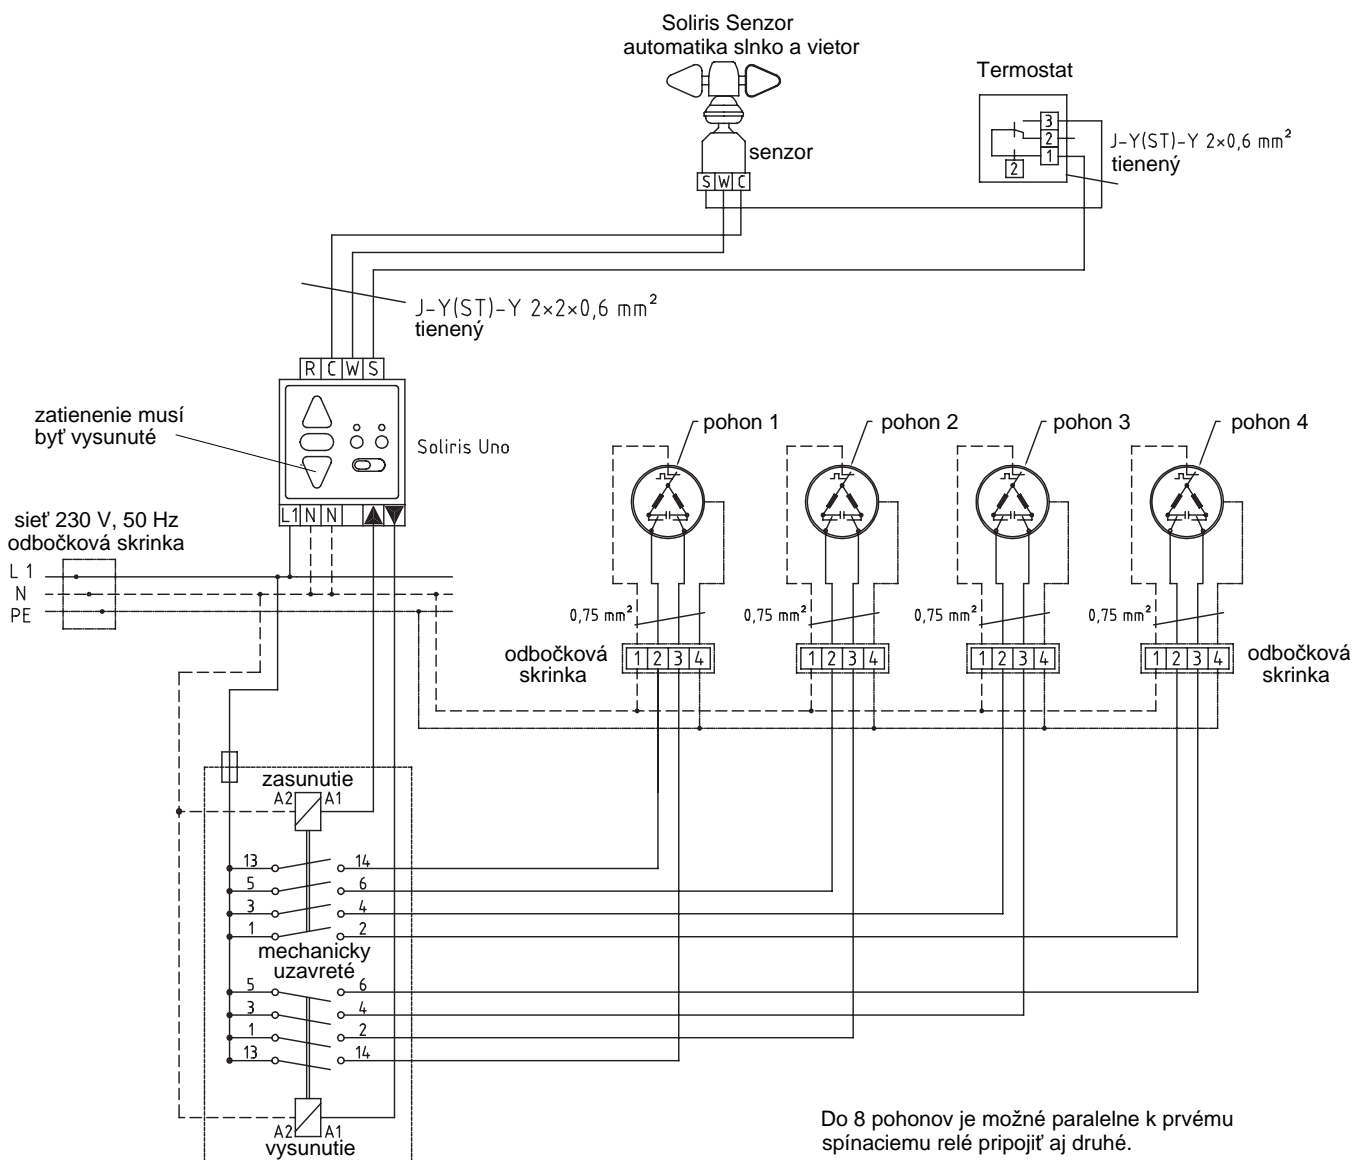 Soliris Senzor
automatika slnko a vietor
Termostat
3
2
1
2
J-Y(ST)-Y 2×0,6 mm²
tienený
senzor
S W C
J-Y(ST)-Y 2×2×0,6 mm²
tienený
R C W S
zatienenie musí
byť vysunuté
Soliris Uno
L1 N N
pohon 1
pohon 2
pohon 3
pohon 4
sieť 230 V, 50 Hz
odbočková skrinka
L 1
N
PE
0,75 mm²
0,75 mm²
0,75 mm²
0,75 mm²
odbočková
skrinka
1 2 3 4
1 2 3 4
1 2 3 4
1 2 3 4
odbočková
skrinka
zasunutie
A2 A1
13 14
5 6
3 4
1 2
mechanicky
uzavreté
5 6
3 4
1 2
13 14
A2 A1
vysunutie
Do 8 pohonov je možné paralelne k prvému
spínaciemu relé pripojiť aj druhé.